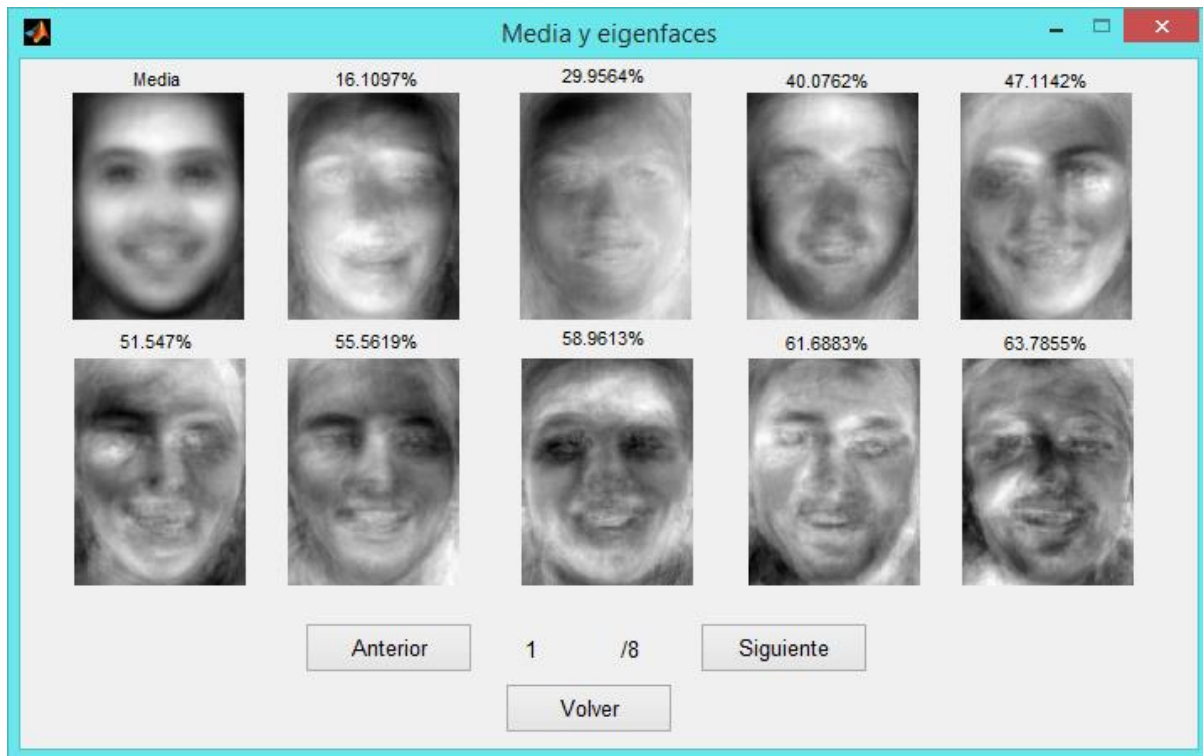 Media y eigenfaces
Media 16.1097% 29.9564% 40.0762% 47.1142%
51.547% 55.5619% 58.9613% 61.6883% 63.7855%
Anterior 1 /8 Siguiente
Volver